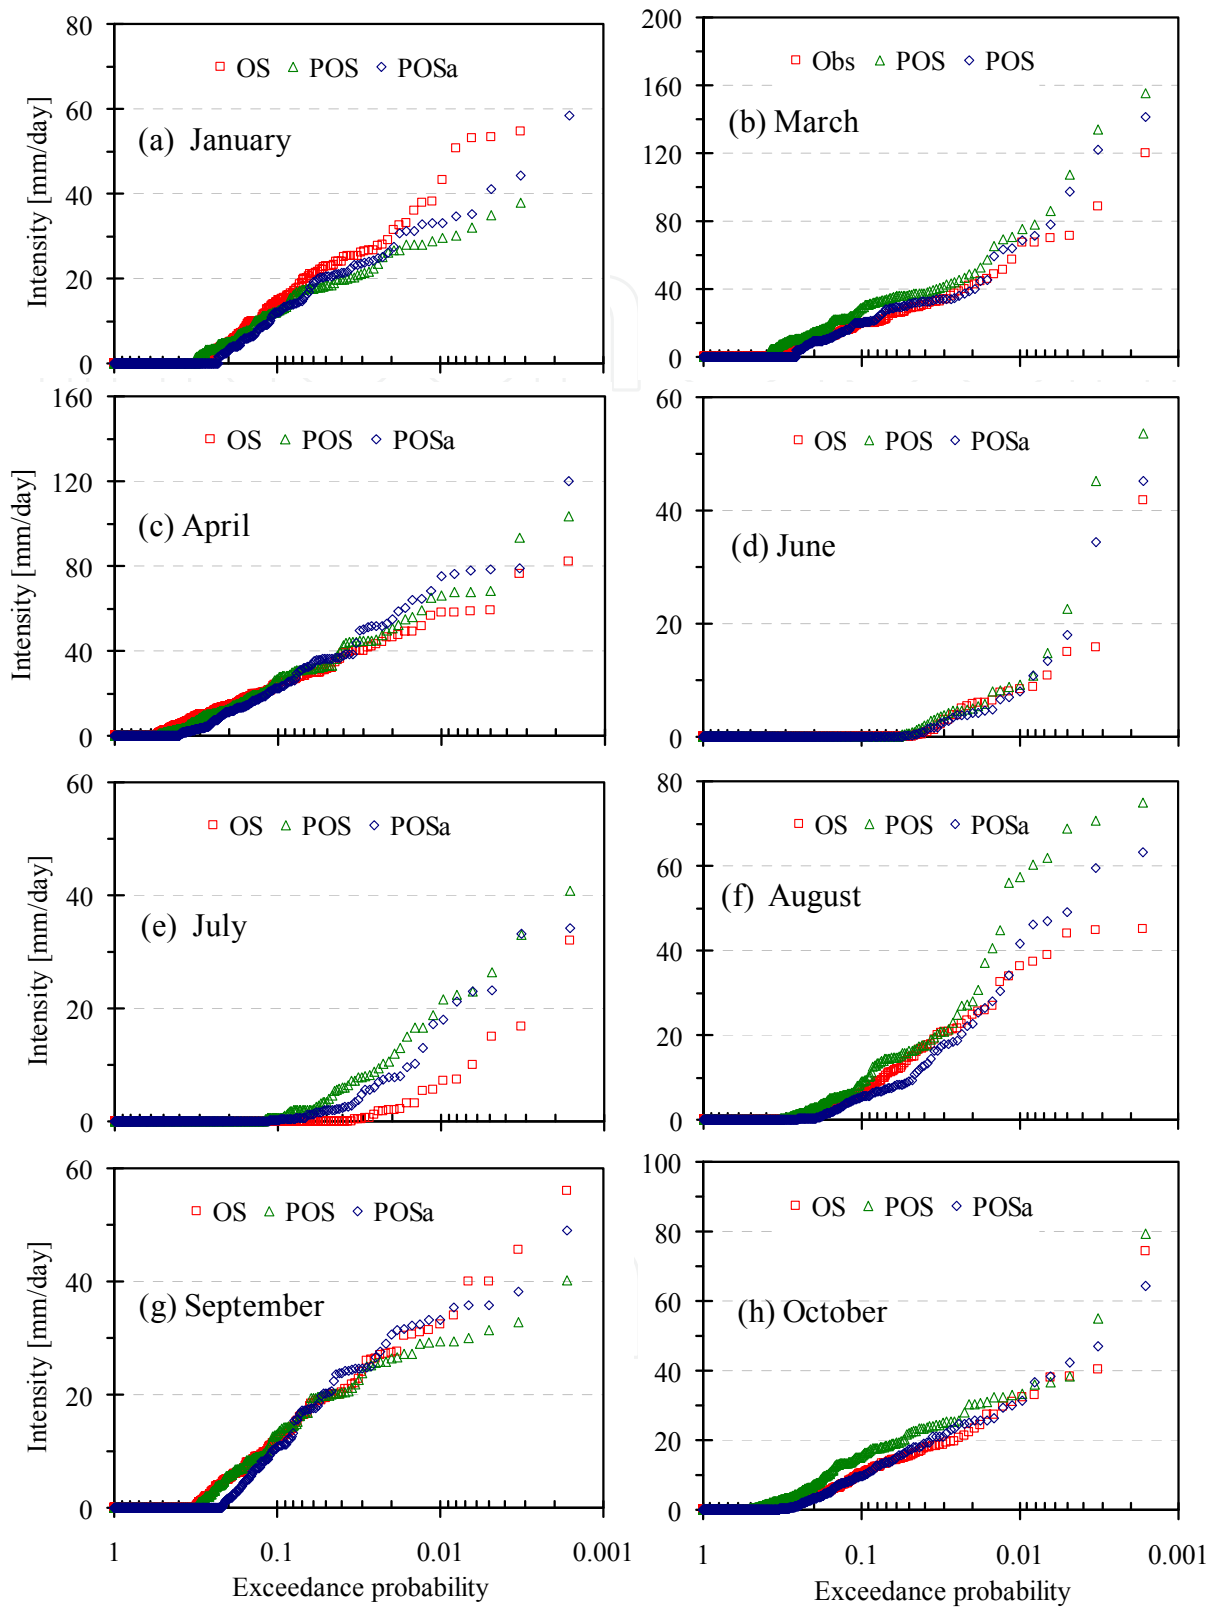 80
60
40
20
0
Intensity [mm/day]
OS POS POSa
(a) January
200
160
120
80
40
0
Obs POS POS
(b) March
160
120
80
40
0
Intensity [mm/day]
OS POS POSa
(c) April
60
40
20
0
OS POS POSa
(d) June
60
40
20
0
Intensity [mm/day]
OS POS POSa
(e) July
80
60
40
20
0
OS POS POSa
(f) August
60
40
20
0
Intensity [mm/day]
OS POS POSa
(g) September
1 0.1 0.01 0.001
Exceedance probability
100
80
60
40
20
0
OS POS POSa
(h) October
1 0.1 0.01 0.001
Exceedance probability